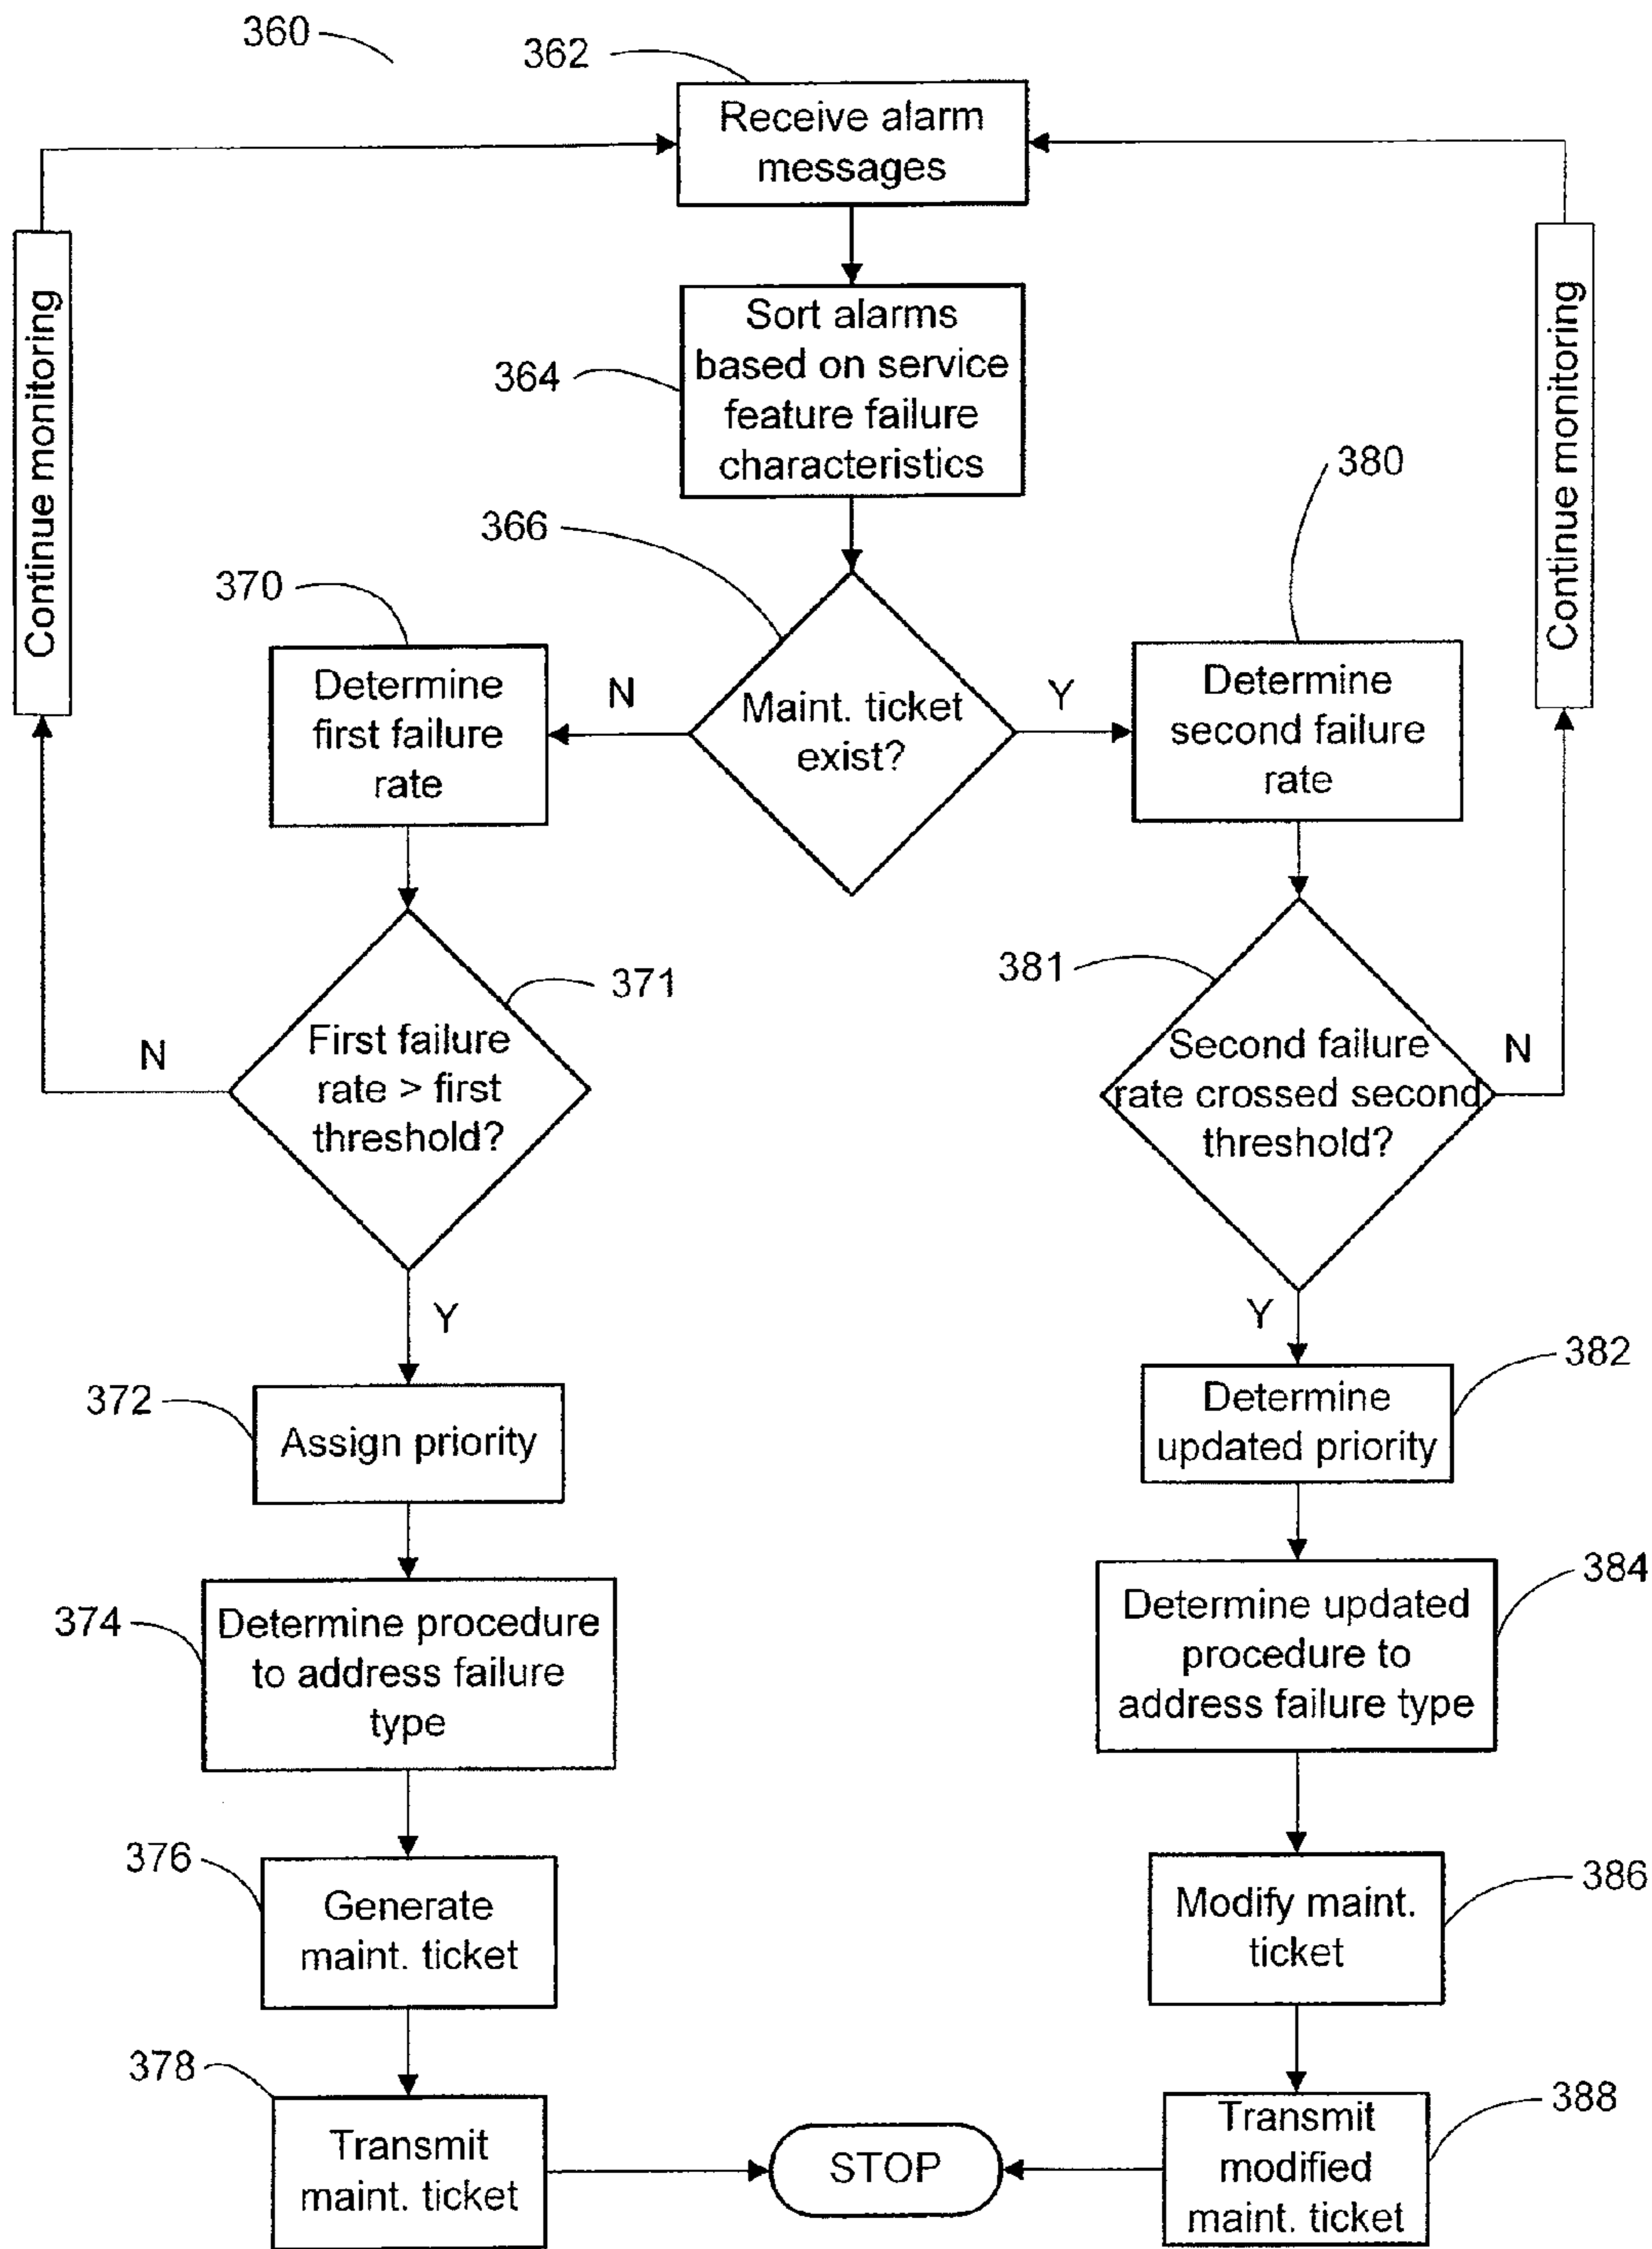 360
362
Receive alarm
messages
Continue monitoring
Continue monitoring
364
Sort alarms
based on service
feature failure
characteristics
366
370
380
Determine
first failure
rate
N
Maint. ticket
exist?
Y
Determine
second failure
rate
371
381
N
First failure
rate > first
threshold?
Second failure
rate crossed second
threshold?
N
Y
Y
372
Assign priority
382
Determine
updated priority
374
Determine procedure
to address failure
type
384
Determine updated
procedure to
address failure type
376
Generate
maint. ticket
386
Modify maint.
ticket
378
Transmit
maint. ticket
STOP
388
Transmit
modified
maint. ticket